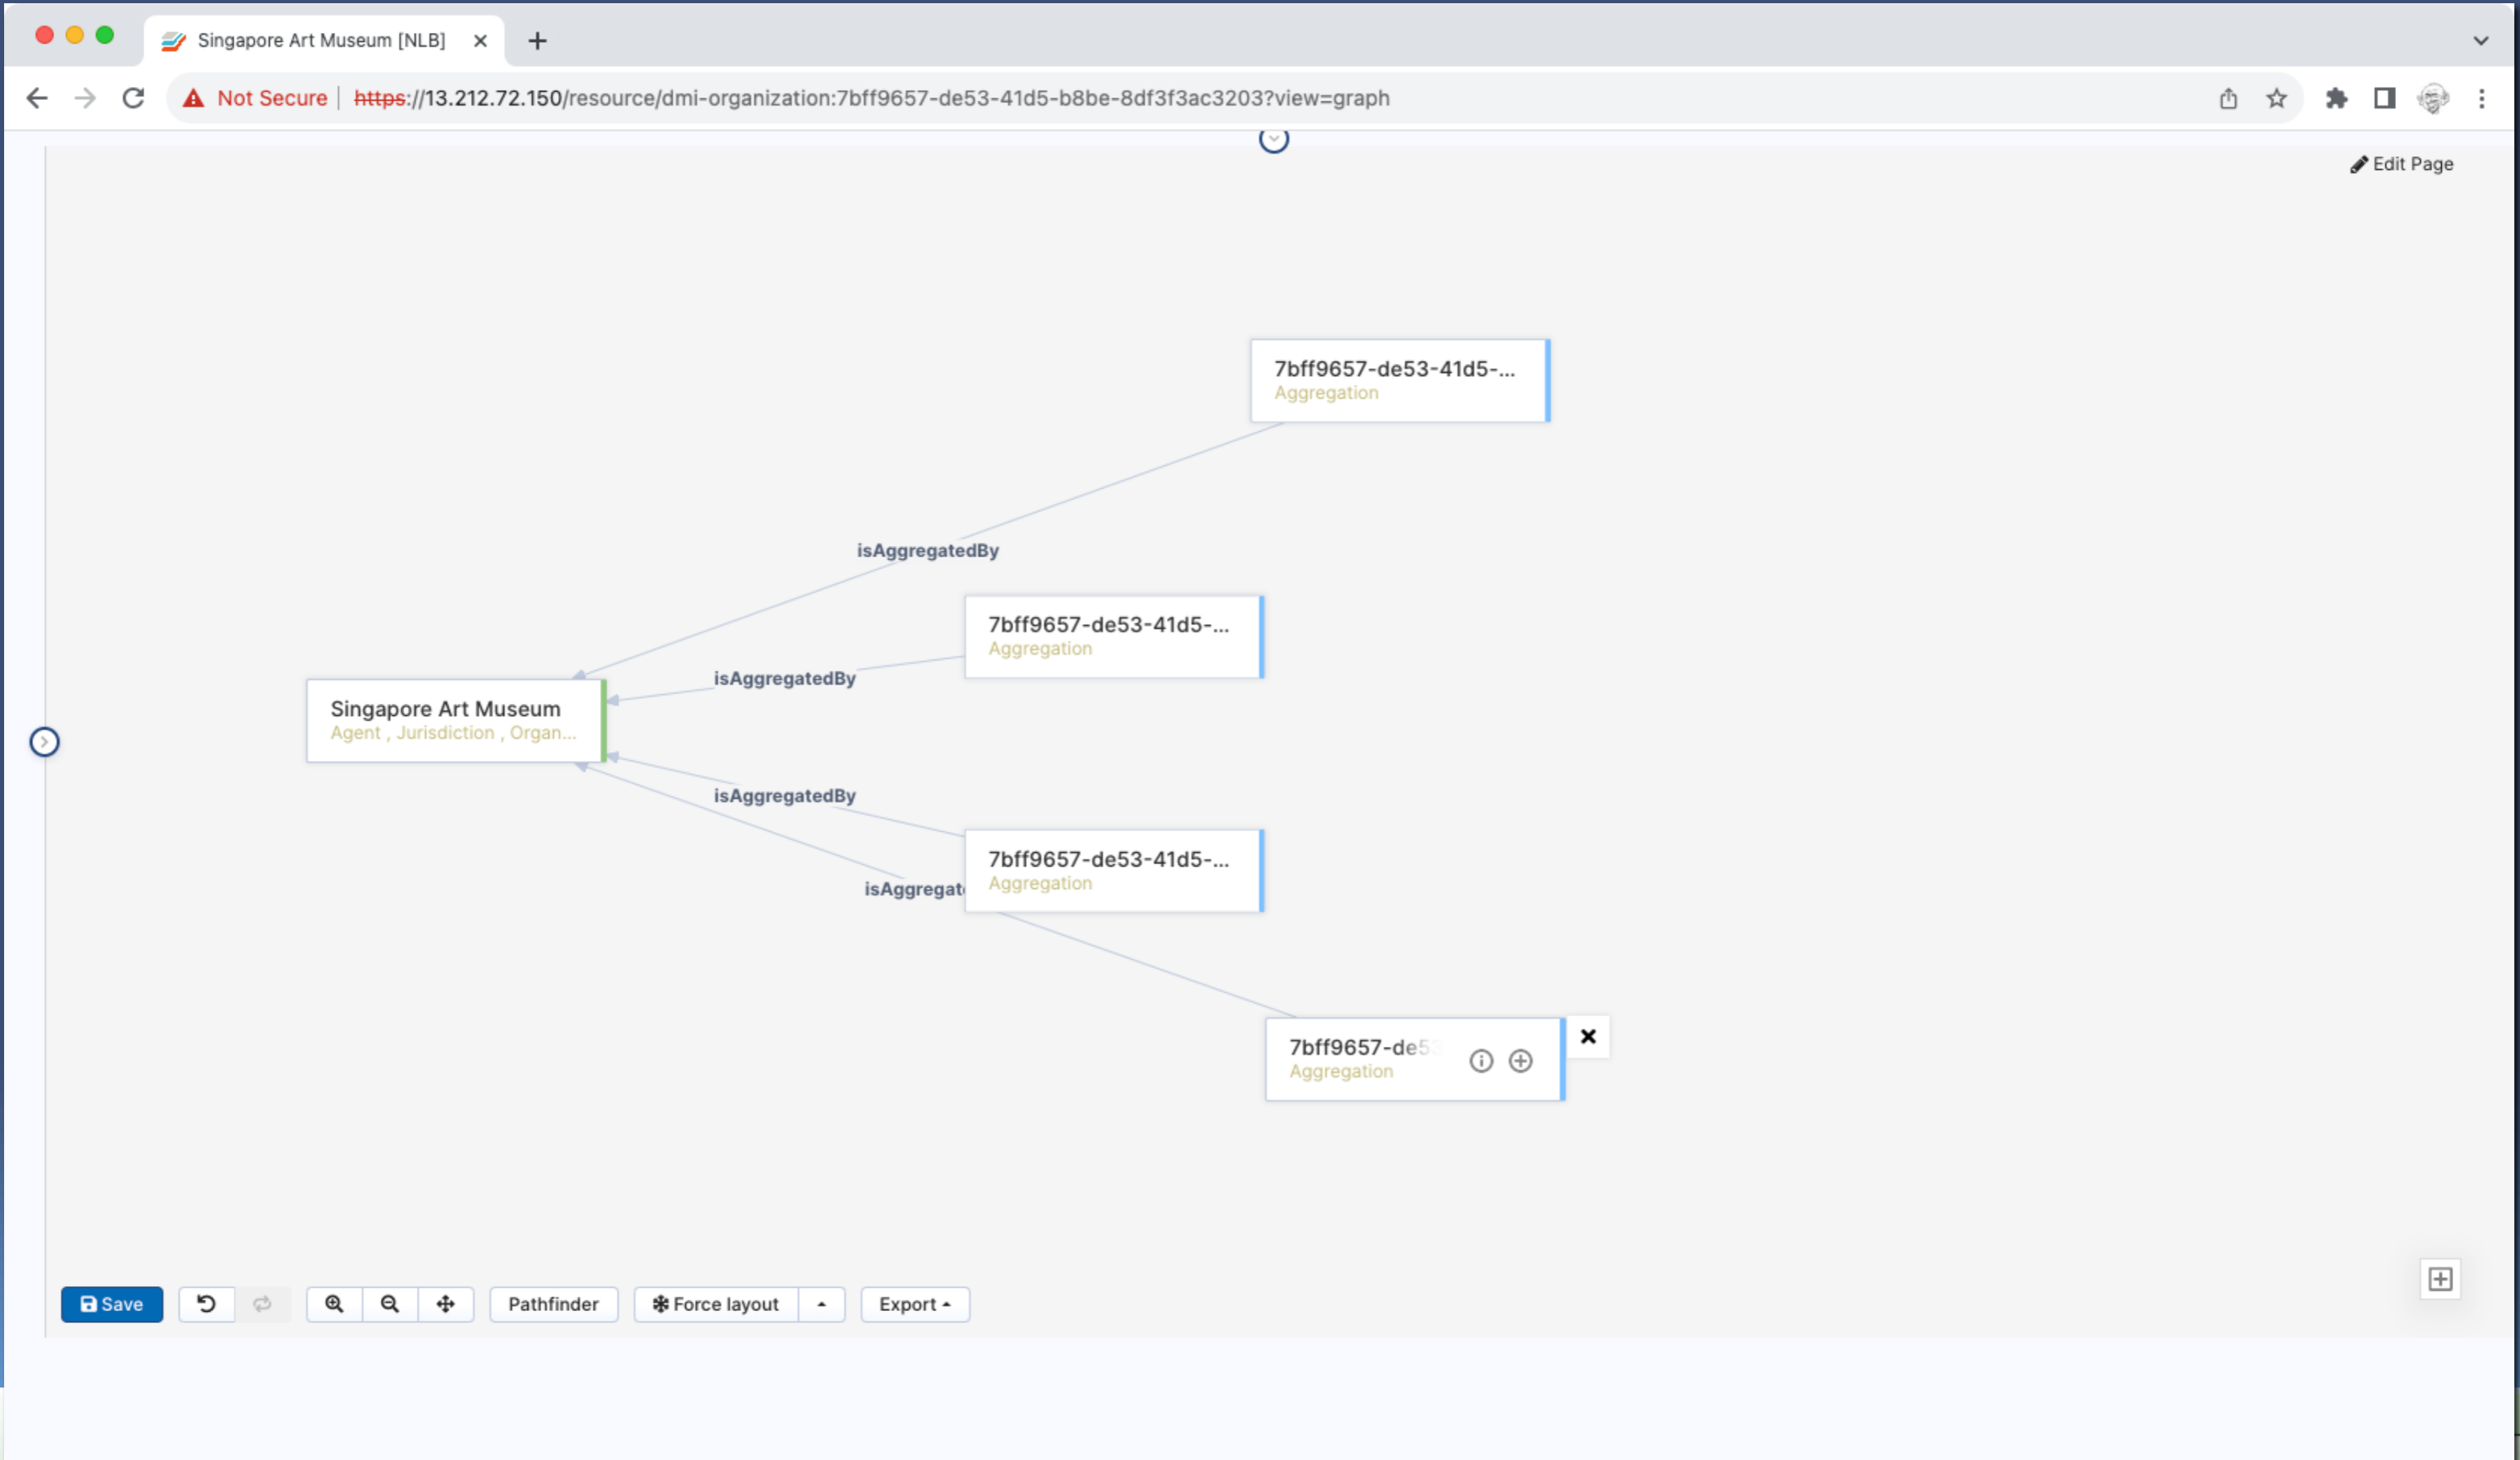 Singapore Art Museum [NLB]
Not Secure https://13.212.72.150/resource/dmi-organization:7bff9657-de53-41d5-b8be-8df3f3ac3203?view=graph
Edit Page
7bff9657-de53-41d5-...
Aggregation
isAggregatedBy
7bff9657-de53-41d5-...
Aggregation
isAggregatedBy
Singapore Art Museum
Agent , Jurisdiction , Organ...
isAggregatedBy
7bff9657-de53-41d5-...
Aggregation
isAggregat
7bff9657-de53
Aggregation
Save
Pathfinder
Force layout
Export